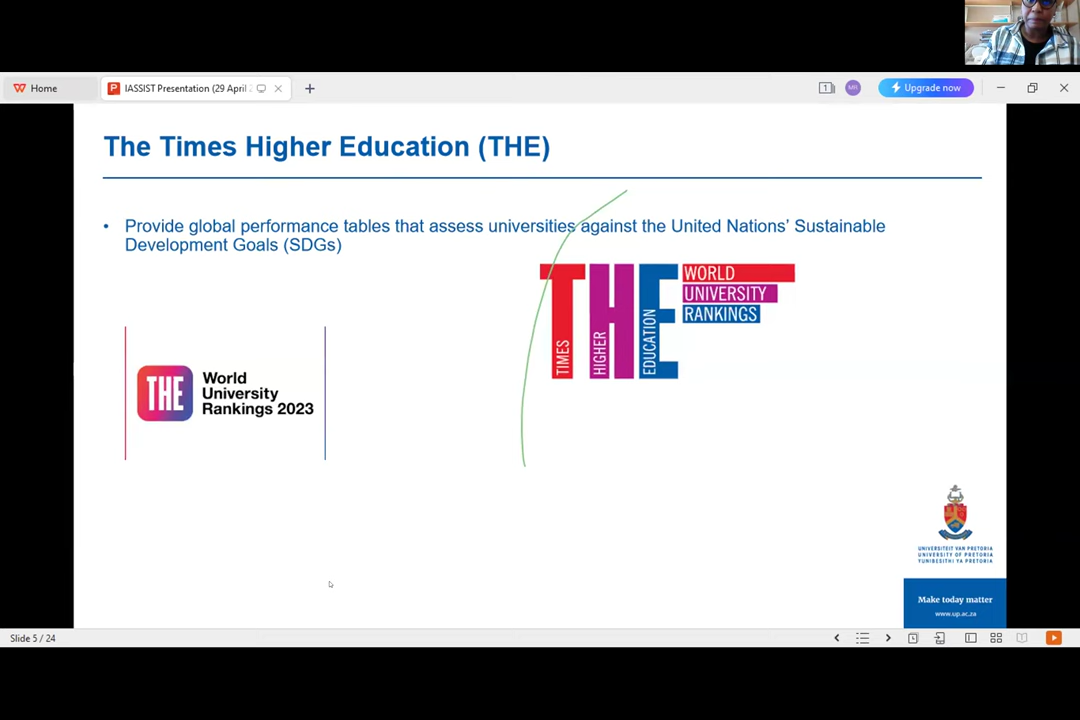 Home
IASSIST Presentation (29 April
1
MR
Upgrade now
The Times Higher Education (THE)
• Provide global performance tables that assess universities against the United Nations’ Sustainable
Development Goals (SDGs)
TIMES
HIGHER
EDUCATION
WORLD
UNIVERSITY
RANKINGS
THE
World
University
Rankings 2023
UNIVERSITEIT VAN PRETORIA
UNIVERSITY OF PRETORIA
YUNIBESITHI YA PRETORIA
Make today matter
www.up.ac.za
Slide 5 / 24